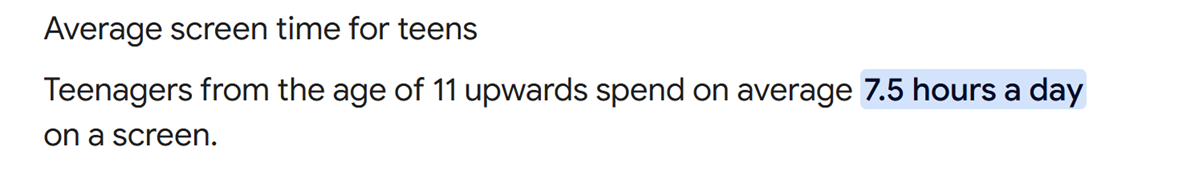 Average screen time for teens
Teenagers from the age of 11 upwards spend on average 7.5 hours a day
on a screen.